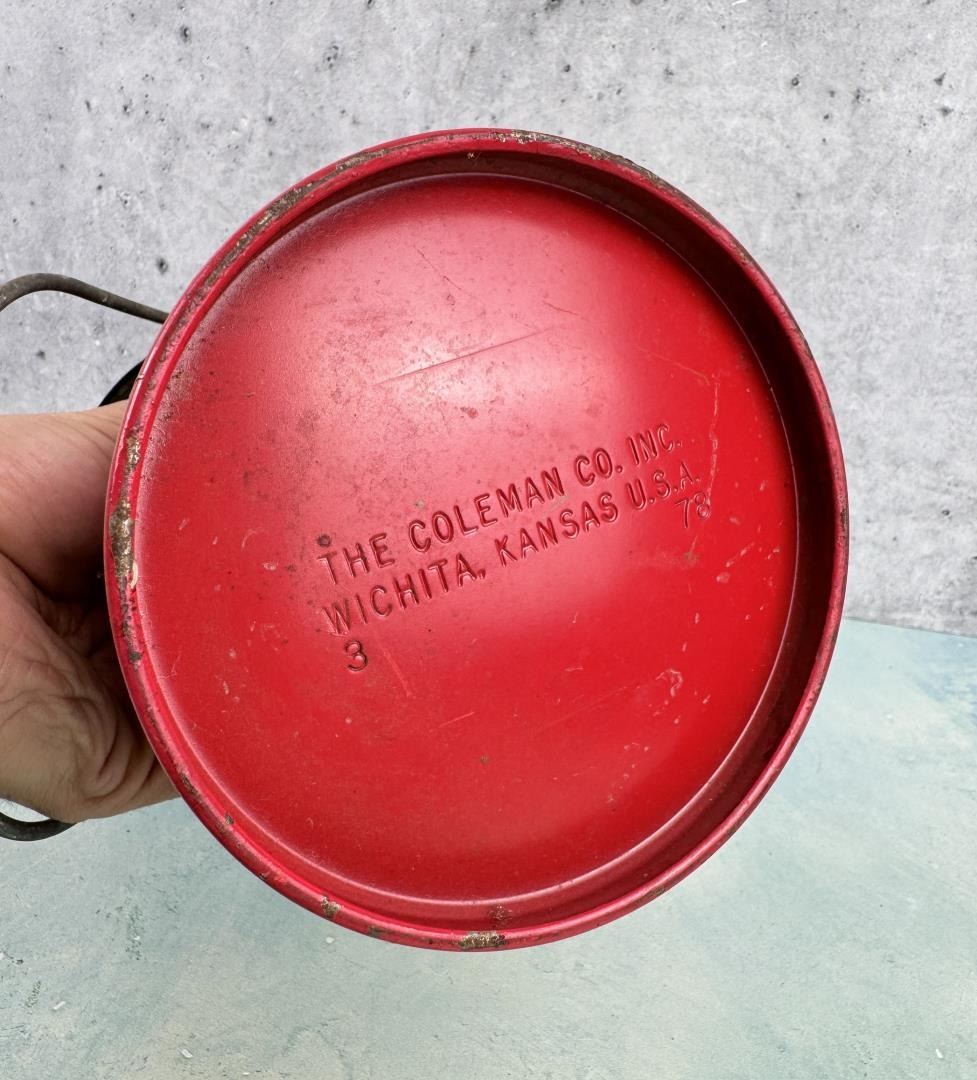 THE COLEMAN CO. INC.
WICHITA, KANSAS U.S.A.
3 78